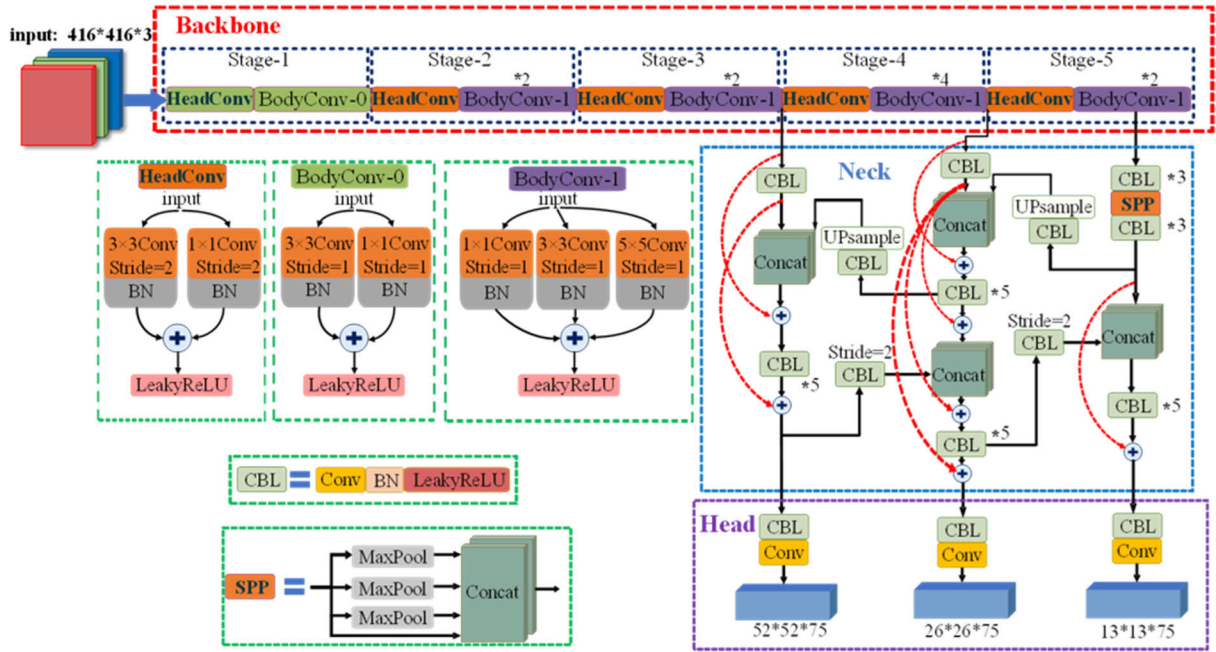 Backbone
input: 416*416*3
Stage-1
Stage-2
Stage-3
Stage-4
Stage-5
*2
*2
*4
*2
HeadConv
BodyConv-0
HeadConv
BodyConv-1
HeadConv
BodyConv-1
HeadConv
BodyConv-1
HeadConv
BodyConv-1
HeadConv
input
3×3Conv
Stride=2
BN
1×1Conv
Stride=2
BN
LeakyReLU
BodyConv-0
input
3×3Conv
Stride=1
BN
1×1Conv
Stride=1
BN
LeakyReLU
BodyConv-1
input
1×1Conv
Stride=1
BN
3×3Conv
Stride=1
BN
5×5Conv
Stride=1
BN
LeakyReLU
CBL
Conv
BN
LeakyReLU
SPP
MaxPool
MaxPool
MaxPool
Concat
Neck
CBL
Concat
CBL
*5
UPsample
CBL
Stride=2
CBL
CBL
Concat
CBL
*5
Concat
CBL
*5
UPsample
CBL
Stride=2
CBL
CBL
*3
SPP
CBL
*3
Concat
CBL
*5
Head
CBL
Conv
52*52*75
CBL
Conv
26*26*75
CBL
Conv
13*13*75